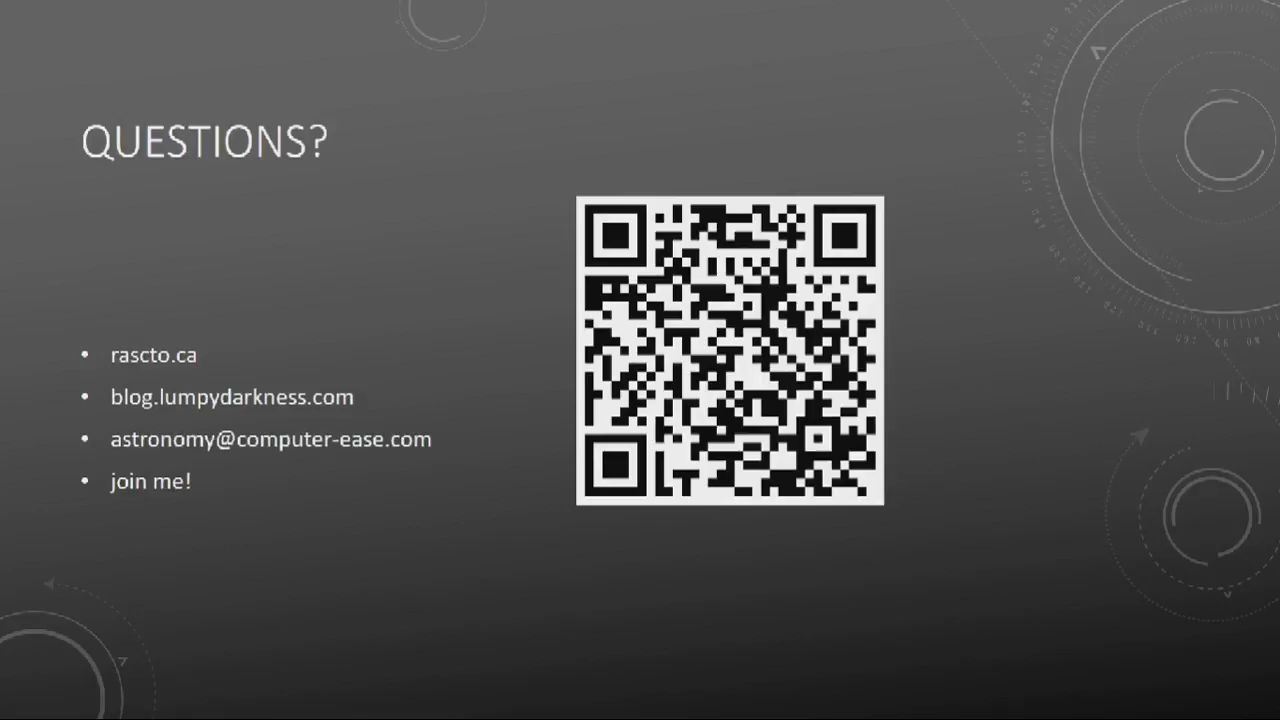 QUESTIONS?
• rascto.ca
• blog.lumpydarkness.com
• astronomy@computer-ease.com
• join me!